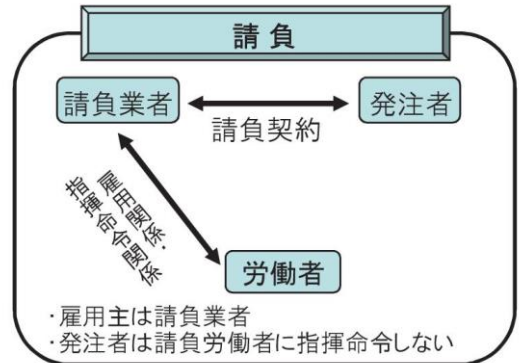 請負
請負業者
発注者
請負契約
雇用関係・
指揮命令関係
労働者
・雇用主は請負業者
・発注者は請負労働者に指揮命令しない